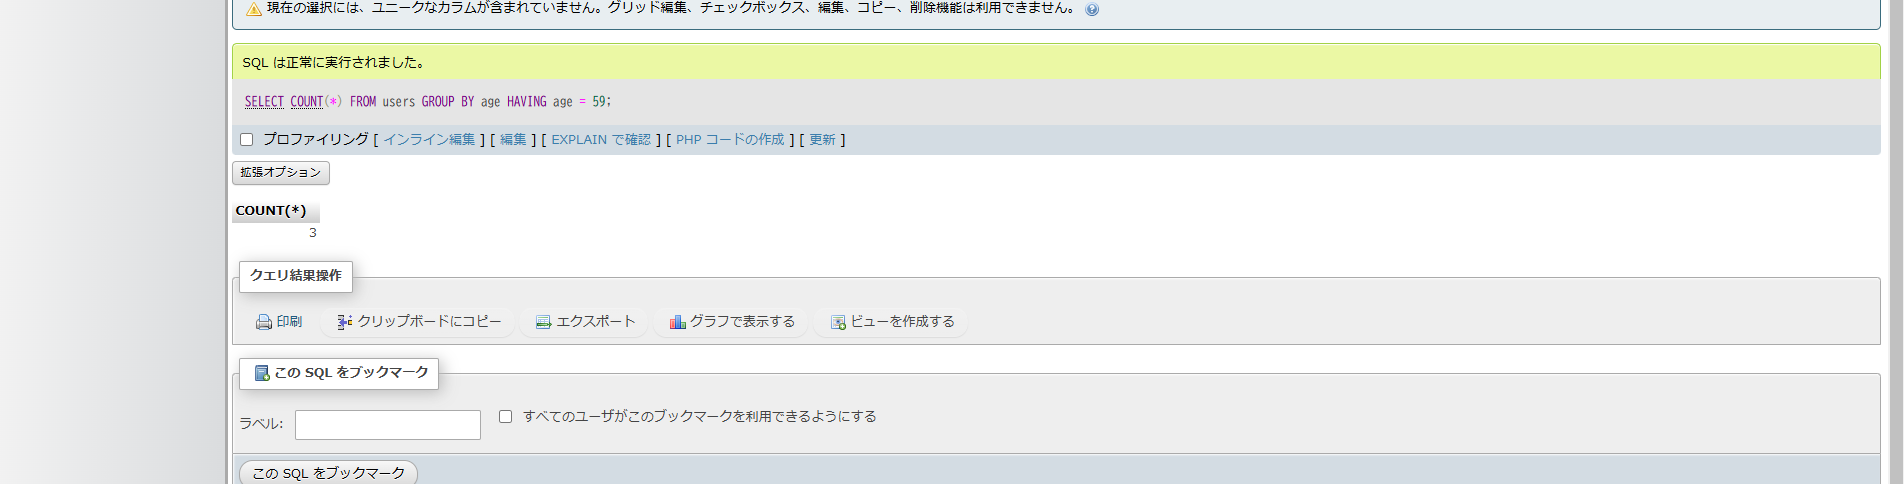 現在の選択には、ユニークなカラムが含まれていません。グリッド編集、チェックボックス、編集、コピー、削除機能は利用できません。
SQL は正常に実行されました。
SELECT COUNT(*) FROM users GROUP BY age HAVING age = 59;
プロファイリング [ インライン編集 ] [ 編集 ] [ EXPLAIN で確認 ] [ PHP コードの作成 ] [ 更新 ]
拡張オプション
COUNT(*)
3
クエリ結果操作
印刷 クリップボードにコピー エクスポート グラフで表示する ビューを作成する
この SQL をブックマーク
ラベル: すべてのユーザがこのブックマークを利用できるようにする
この SQL をブックマーク